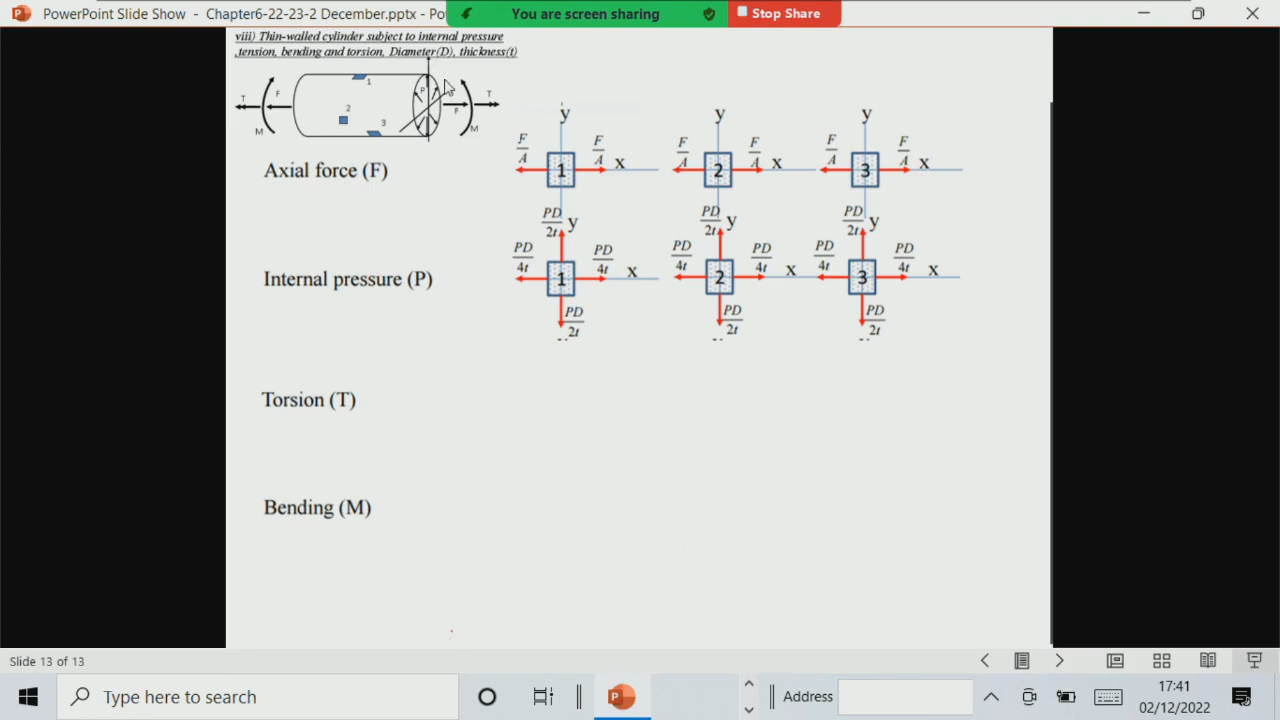 PowerPoint Slide Show - Chapter6-22-23-2 December.pptx - Po
You are screen sharing
Stop Share
viii) Thin-walled cylinder subject to internal pressure
,tension, bending and torsion, Diameter(D), thickness(t)
T F M 1 2 3 P F T M
y y y
F/A F/A x F/A F/A x F/A F/A x
Axial force (F)
1 2 3
PD/2t y PD/2t y PD/2t y
PD/4t PD/4t x PD/4t PD/4t x PD/4t PD/4t x
Internal pressure (P)
1 2 3
PD/2t PD/2t PD/2t
Torsion (T)
Bending (M)
Slide 13 of 13
Type here to search
Address
17:41
02/12/2022